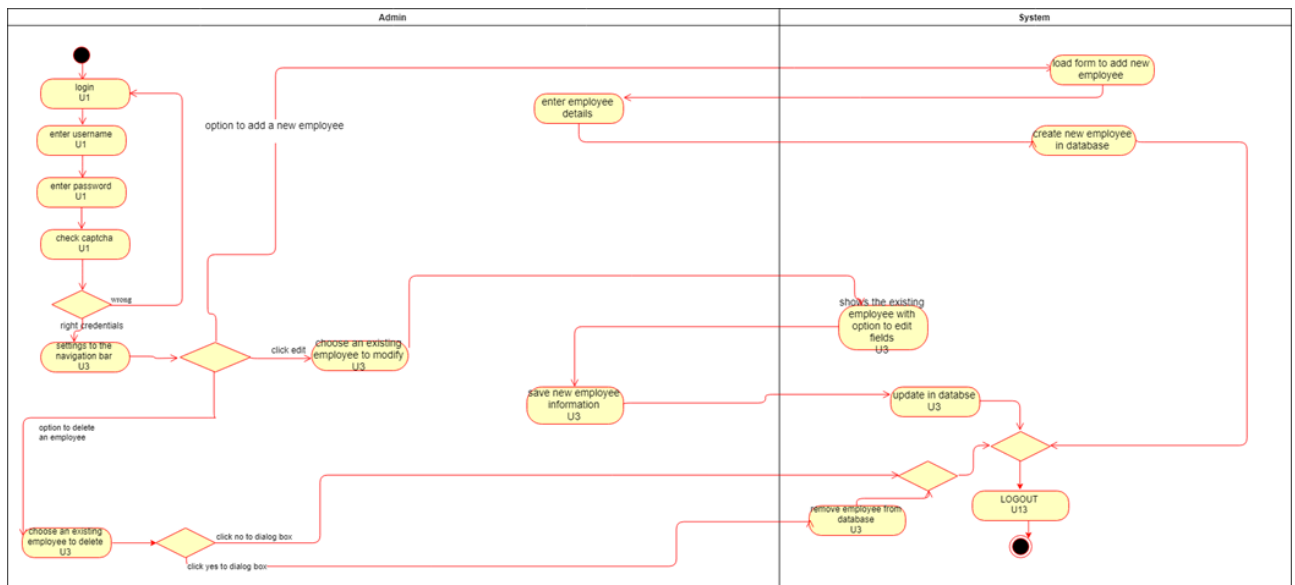 Admin
System
login
U1
enter username
U1
enter password
U1
check captcha
U1
wrong
right credentials
settings to the
navigation bar
U3
option to add a new employee
load form to add new
employee
enter employee
details
create new employee
in database
click edit
choose an existing
employee to modify
U3
shows the existing
employee with
option to edit
fields
U3
save new employee
information
U3
update in databse
U3
option to delete
an employee
choose an existing
employee to delete
U3
click no to dialog box
click yes to dialog box
remove employee from
database
U3
LOGOUT
U13